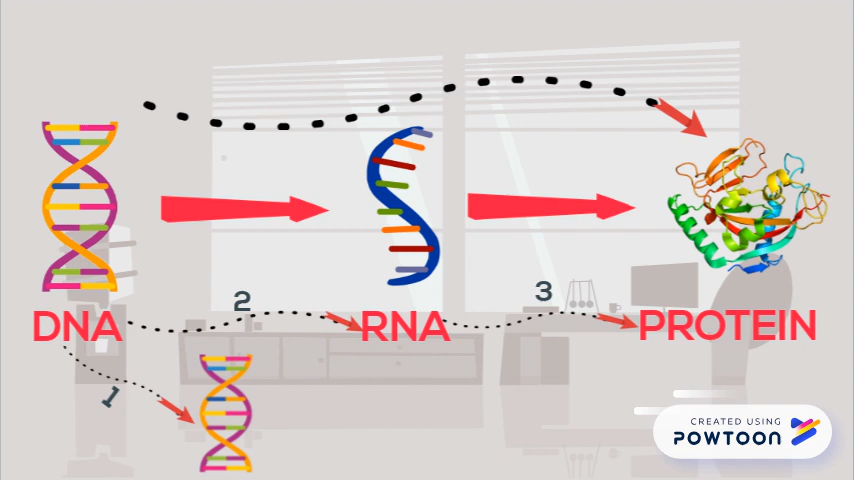 2
3
DNA
RNA
PROTEIN
1
CREATED USING
POWTOON